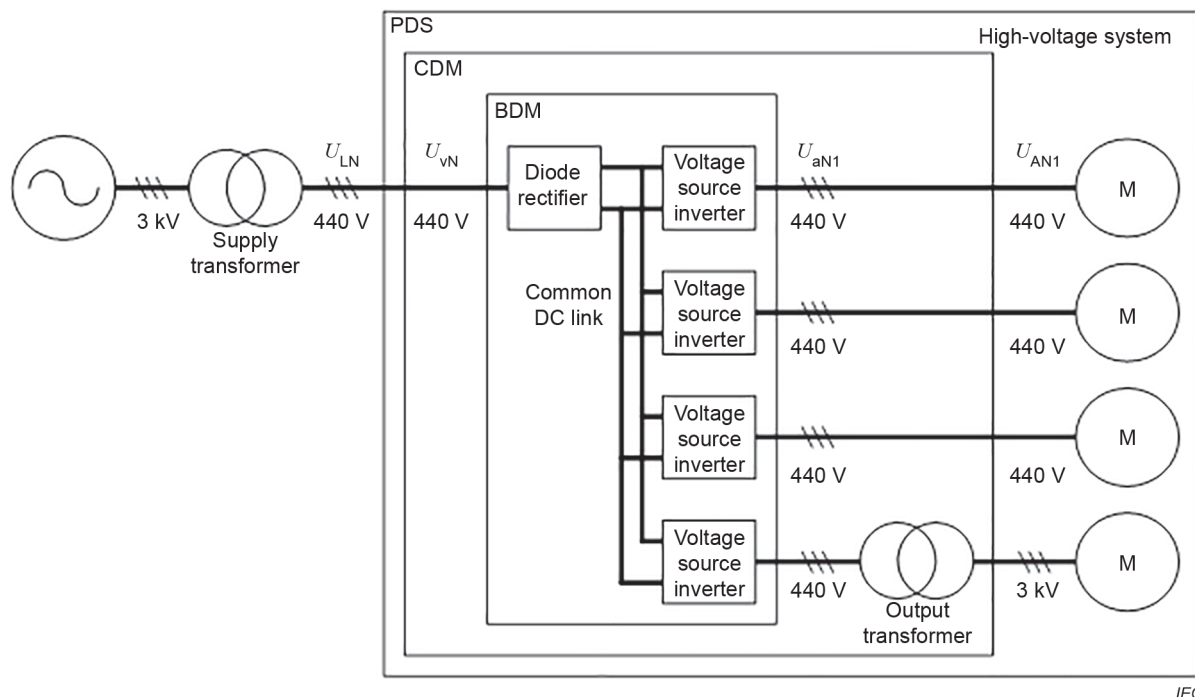 PDS
High-voltage system
CDM
BDM
U_LN
U_vN
Diode
rectifier
Voltage
source
inverter
U_aN1
U_AN1
M
3 kV
440 V
440 V
440 V
440 V
Supply
transformer
Common
DC link
Voltage
source
inverter
M
440 V
440 V
Voltage
source
inverter
M
440 V
440 V
Voltage
source
inverter
M
440 V
3 kV
Output
transformer